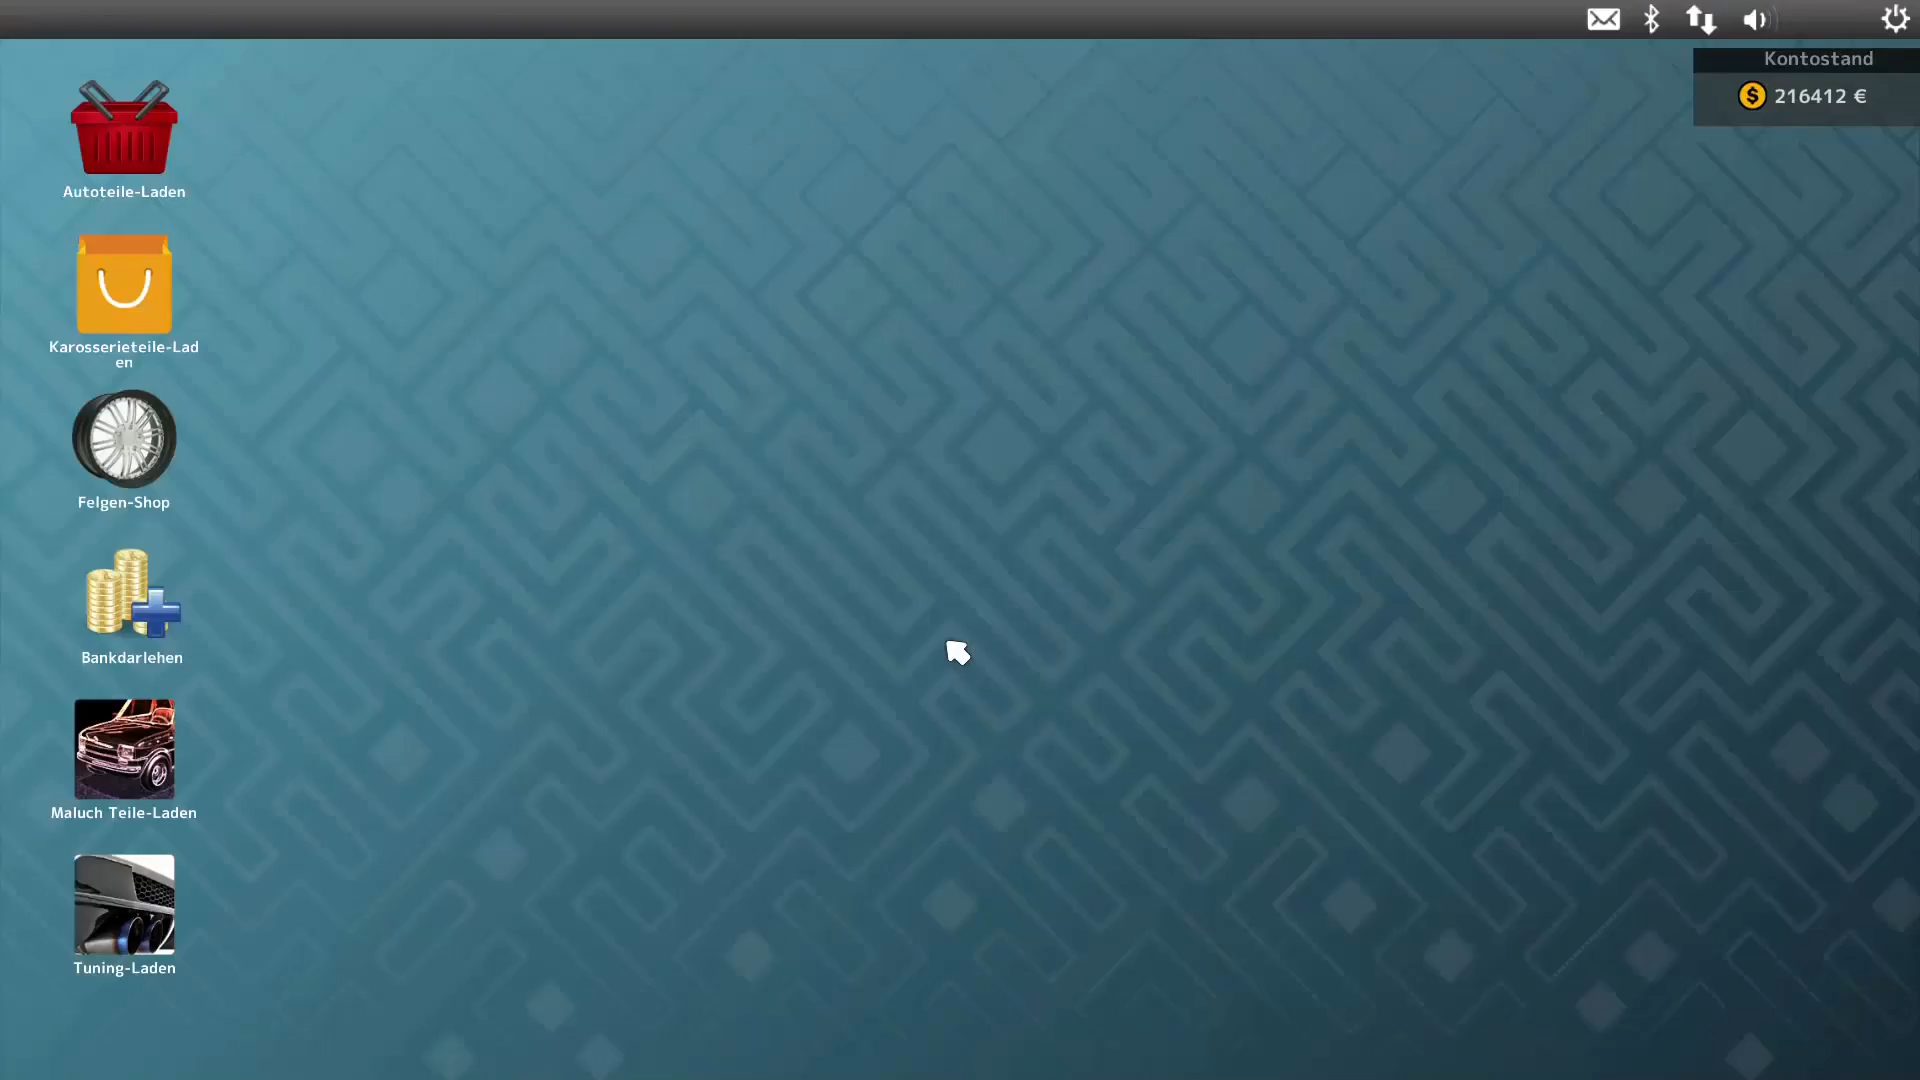 Kontostand
216412 €
Autoteile-Laden
Karosserieteile-Lad
en
Felgen-Shop
Bankdarlehen
Maluch Teile-Laden
Tuning-Laden